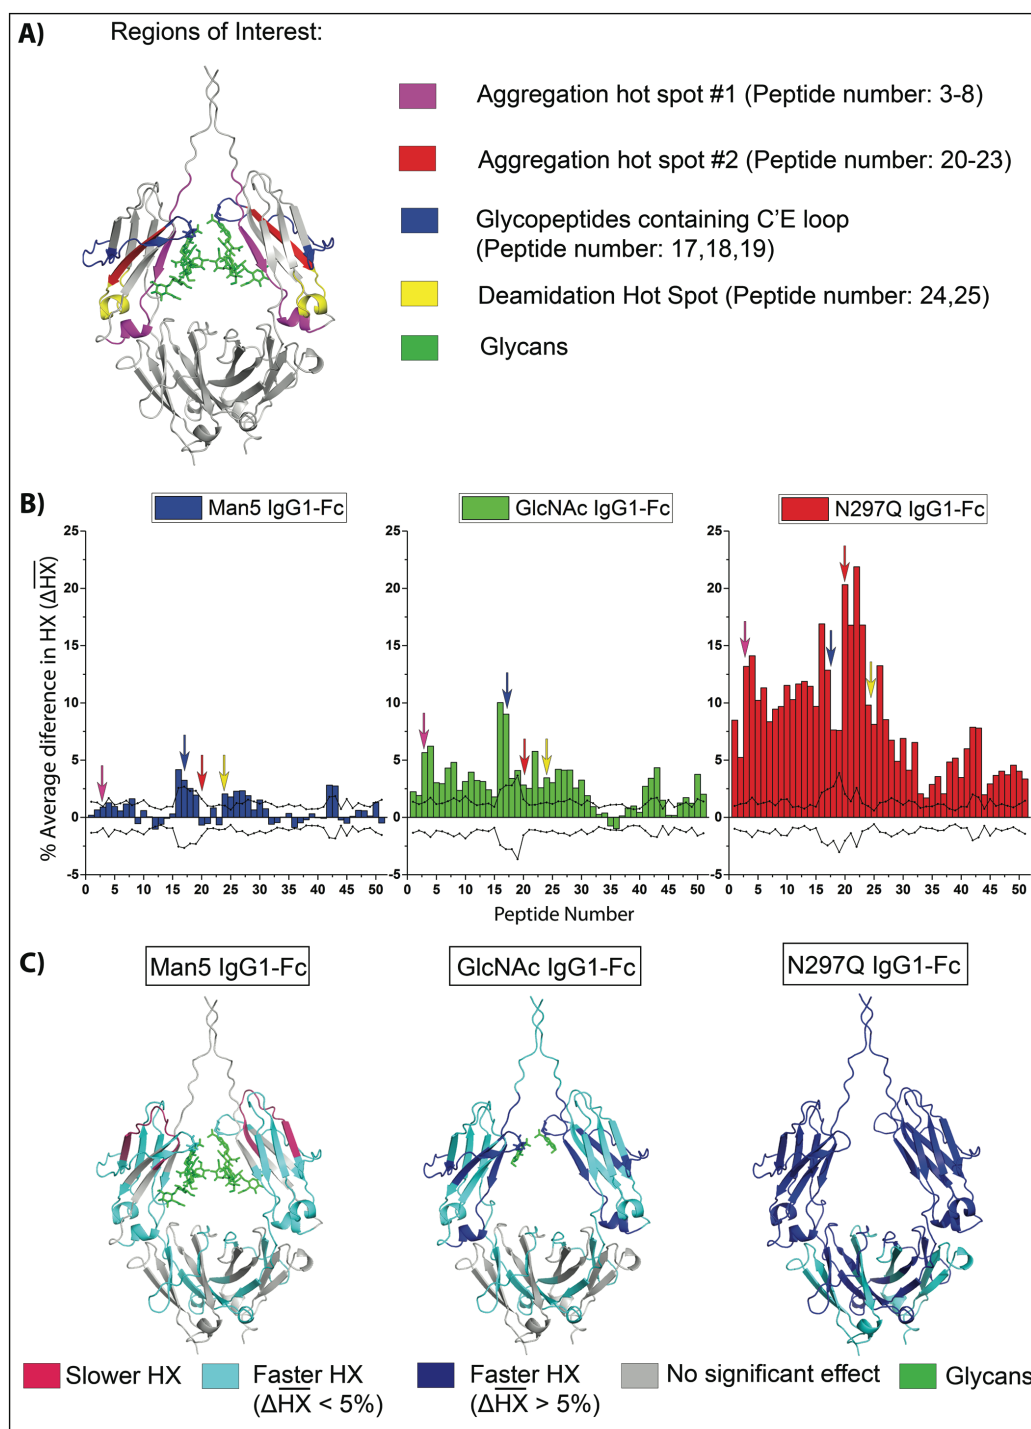 A)
Regions of Interest:
Aggregation hot spot #1 (Peptide number: 3-8)
Aggregation hot spot #2 (Peptide number: 20-23)
Glycopeptides containing C'E loop
(Peptide number: 17,18,19)
Deamidation Hot Spot (Peptide number: 24,25)
Glycans
B)
Man5 IgG1-Fc
GlcNAc IgG1-Fc
N297Q IgG1-Fc
% Average diference in HX (ΔHX)
25 20 15 10 5 0 -5
0 5 10 15 20 25 30 35 40 45 50
25 20 15 10 5 0 -5
0 5 10 15 20 25 30 35 40 45 50
25 20 15 10 5 0 -5
5 10 15 20 25 30 35 40 45 50
Peptide Number
C)
Man5 IgG1-Fc
GlcNAc IgG1-Fc
N297Q IgG1-Fc
Slower HX
Faster HX
(ΔHX < 5%)
Faster HX
(ΔHX > 5%)
No significant effect
Glycans